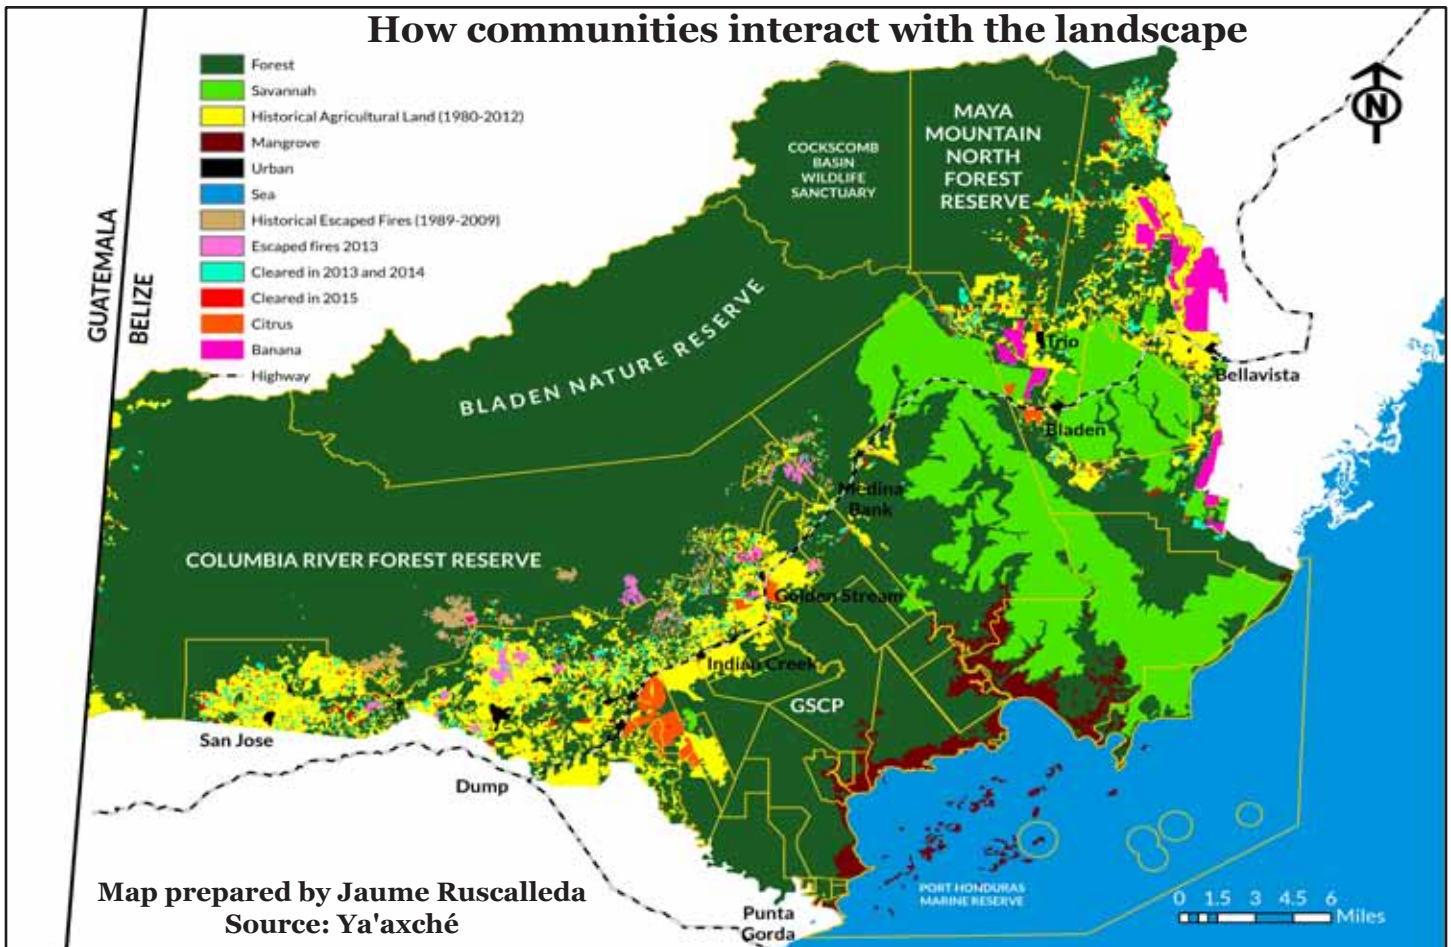 How communities interact with the landscape
Forest
Savannah
Historical Agricultural Land (1980-2012)
Mangrove
Urban
Sea
Historical Escaped Fires (1989-2009)
Escaped fires 2013
Cleared in 2013 and 2014
Cleared in 2015
Citrus
Banana
Highway
GUATEMALA
BELIZE
N
COCKSCOMB
BASIN
WILDLIFE
SANCTUARY
MAYA
MOUNTAIN
NORTH
FOREST
RESERVE
BLADEN NATURE RESERVE
Trio
Bellavista
Bladen
Medina
Bank
COLUMBIA RIVER FOREST RESERVE
Golden Stream
Indian Creek
GSCP
San Jose
Dump
Map prepared by Jaume Ruscalleda
Source: Ya'axché
Punta
Gorda
PORT HONDURAS
MARINE RESERVE
0 1.5 3 4.5 6
Miles